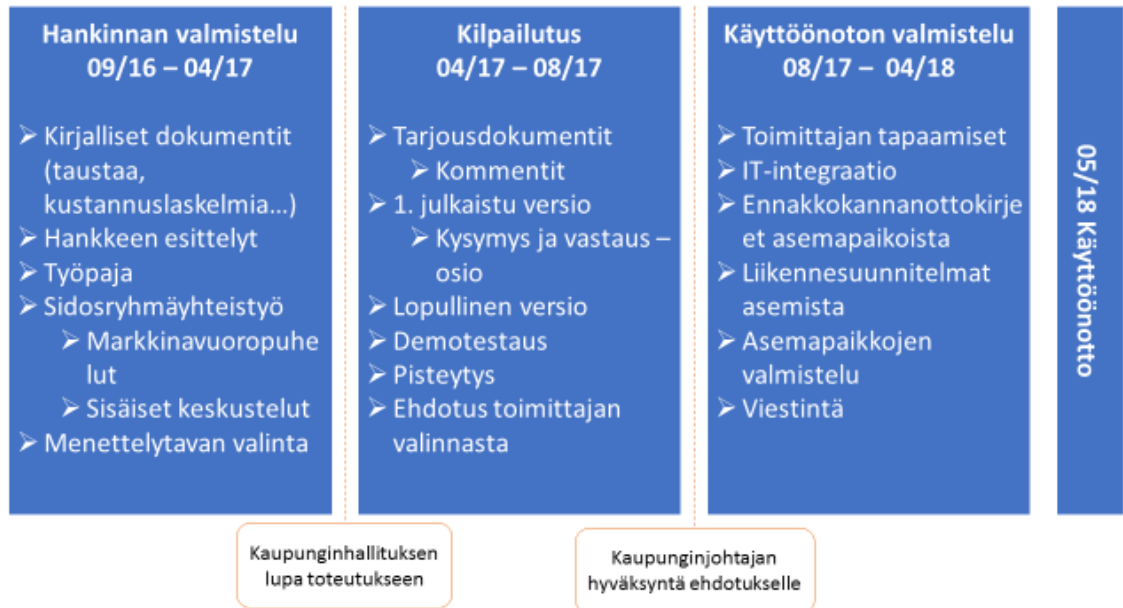 Hankinnan valmistelu
09/16 – 04/17
➢ Kirjalliset dokumentit
(taustaa,
kustannuslaskelmia…)
➢ Hankkeen esittelyt
➢ Työpaja
➢ Sidosryhmäyhteistyö
➢ Markkinavuoropuhe
lut
➢ Sisäiset keskustelut
➢ Menettelytavan valinta
Kilpailutus
04/17 – 08/17
➢ Tarjousdokumentit
➢ Kommentit
➢ 1. julkaistu versio
➢ Kysymys ja vastaus –
osio
➢ Lopullinen versio
➢ Demotestaus
➢ Pisteytys
➢ Ehdotus toimittajan
valinnasta
Käyttöönoton valmistelu
08/17 – 04/18
➢ Toimittajan tapaamiset
➢ IT-integraatio
➢ Ennakkokannanottokirje
et asemapaikoista
➢ Liikennesuunnitelmat
asemista
➢ Asemapaikkojen
valmistelu
➢ Viestintä
05/18 Käyttöönotto
Kaupunginhallituksen
lupa toteutukseen
Kaupunginjohtajan
hyväksyntä ehdotukselle